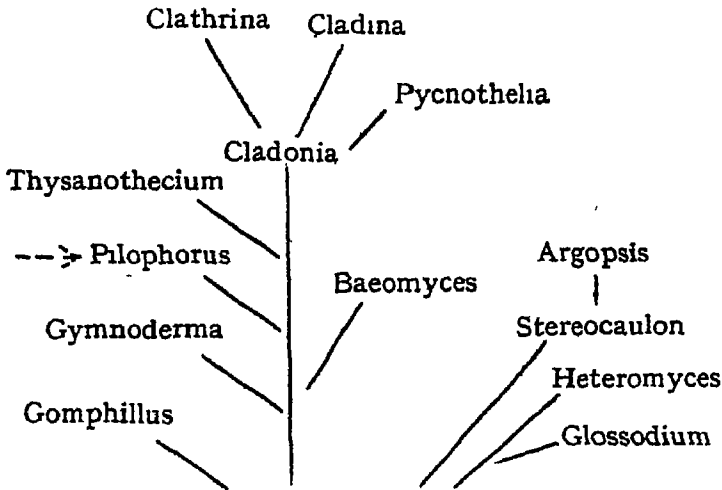 Clathrina Cladina
Pycnothelia
Cladonia
Thysanothecium
Pilophorus
Argopsis
Baeomyces
Stereocaulon
Gymnoderma
Heteromyces
Gomphillus
Glossodium